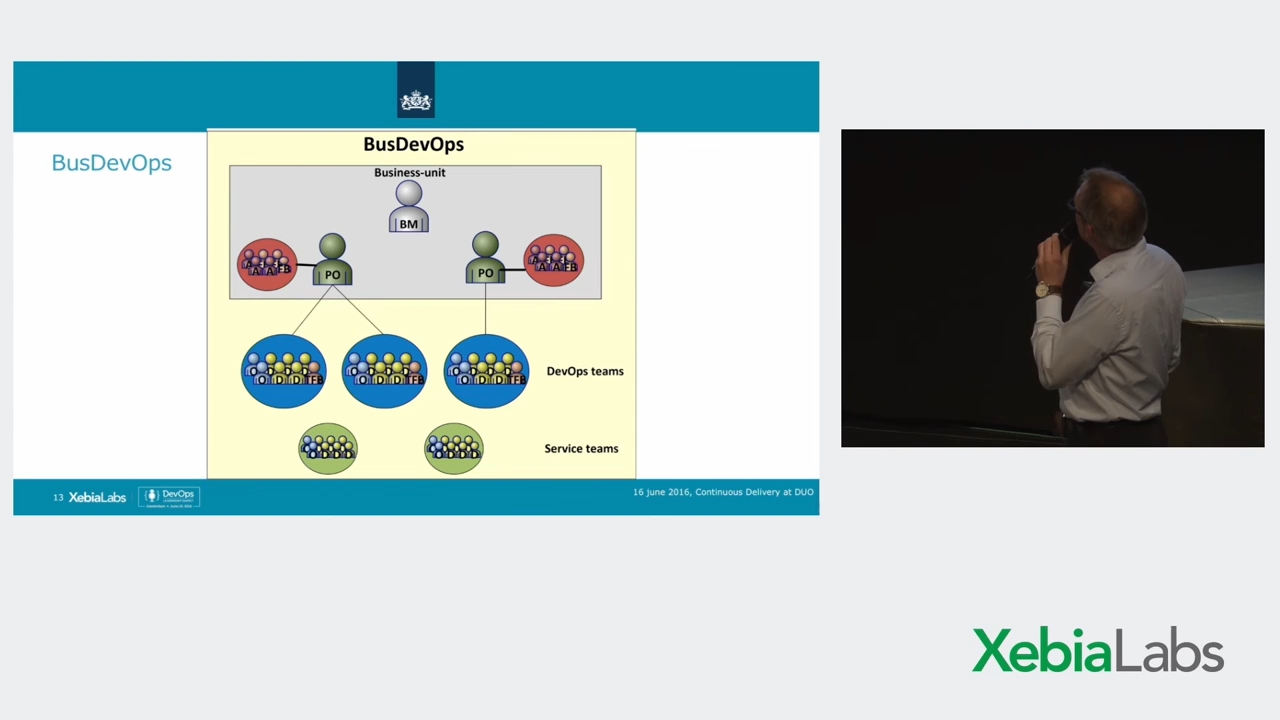 BusDevOps
BusDevOps
Business-unit
BM
PO
PO
DevOps teams
Service teams
13 XebiaLabs
DevOps
16 june 2016, Continuous Delivery at DUO
XebiaLabs